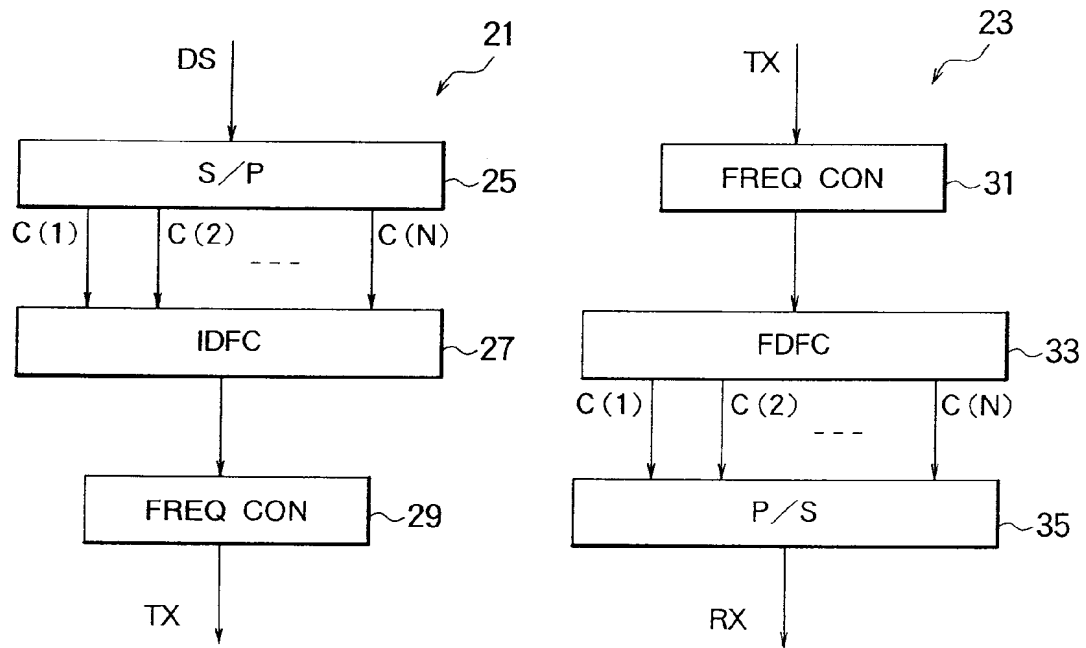 DS
21
S/P
25
C(1)
C(2)
---
C(N)
IDFC
27
FREQ CON
29
TX
23
TX
FREQ CON
31
FDFC
33
C(1)
C(2)
---
C(N)
P/S
35
RX